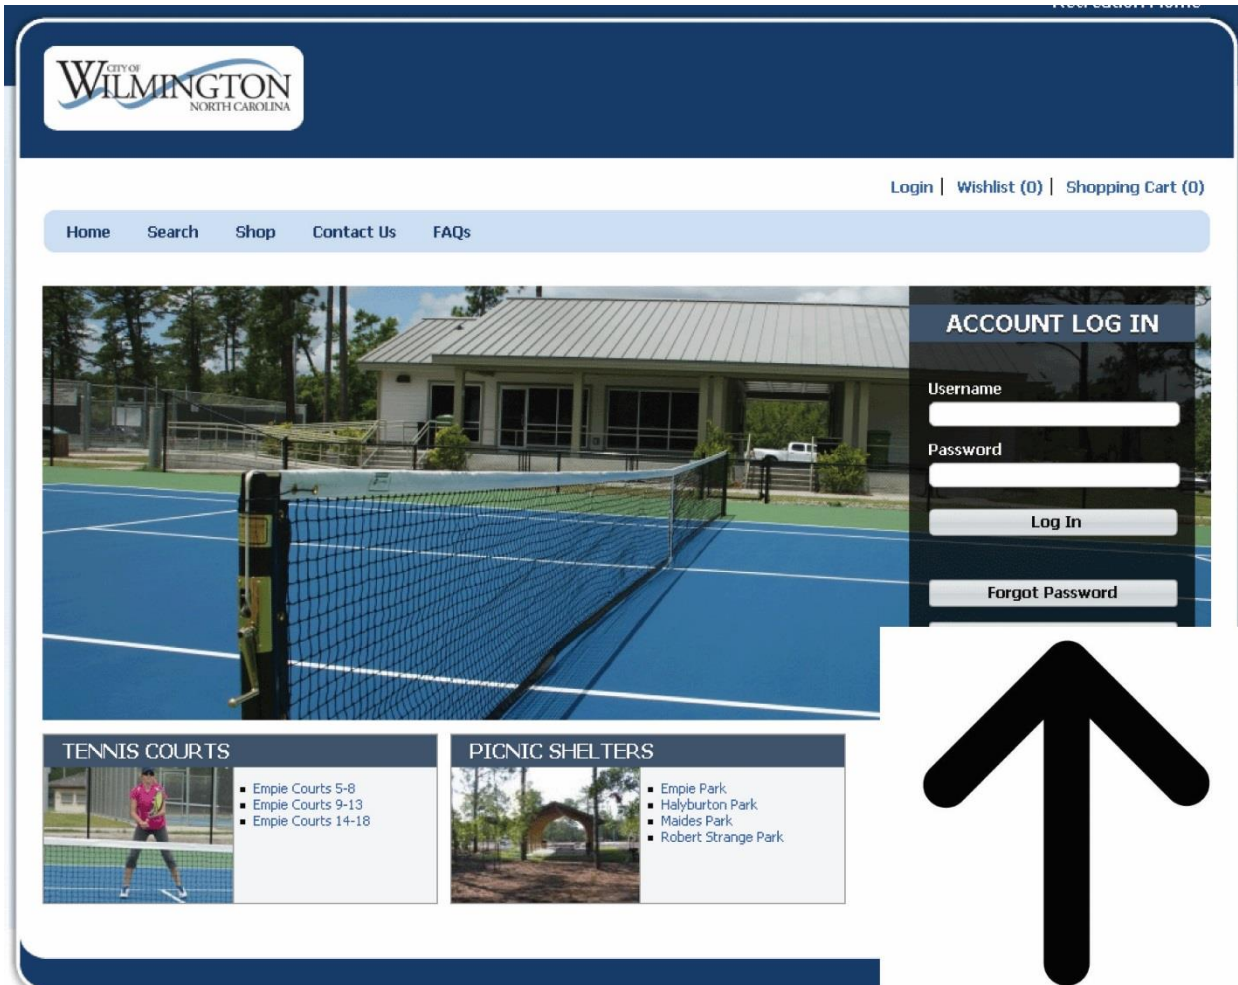 Recreation Home
CITY OF
WILMINGTON
NORTH CAROLINA
Login | Wishlist (0) | Shopping Cart (0)
Home Search Shop Contact Us FAQs
ACCOUNT LOG IN
Username
Password
Log In
Forgot Password
TENNIS COURTS
Empie Courts 5-8
Empie Courts 9-13
Empie Courts 14-18
PICNIC SHELTERS
Empie Park
Halyburton Park
Maides Park
Robert Strange Park